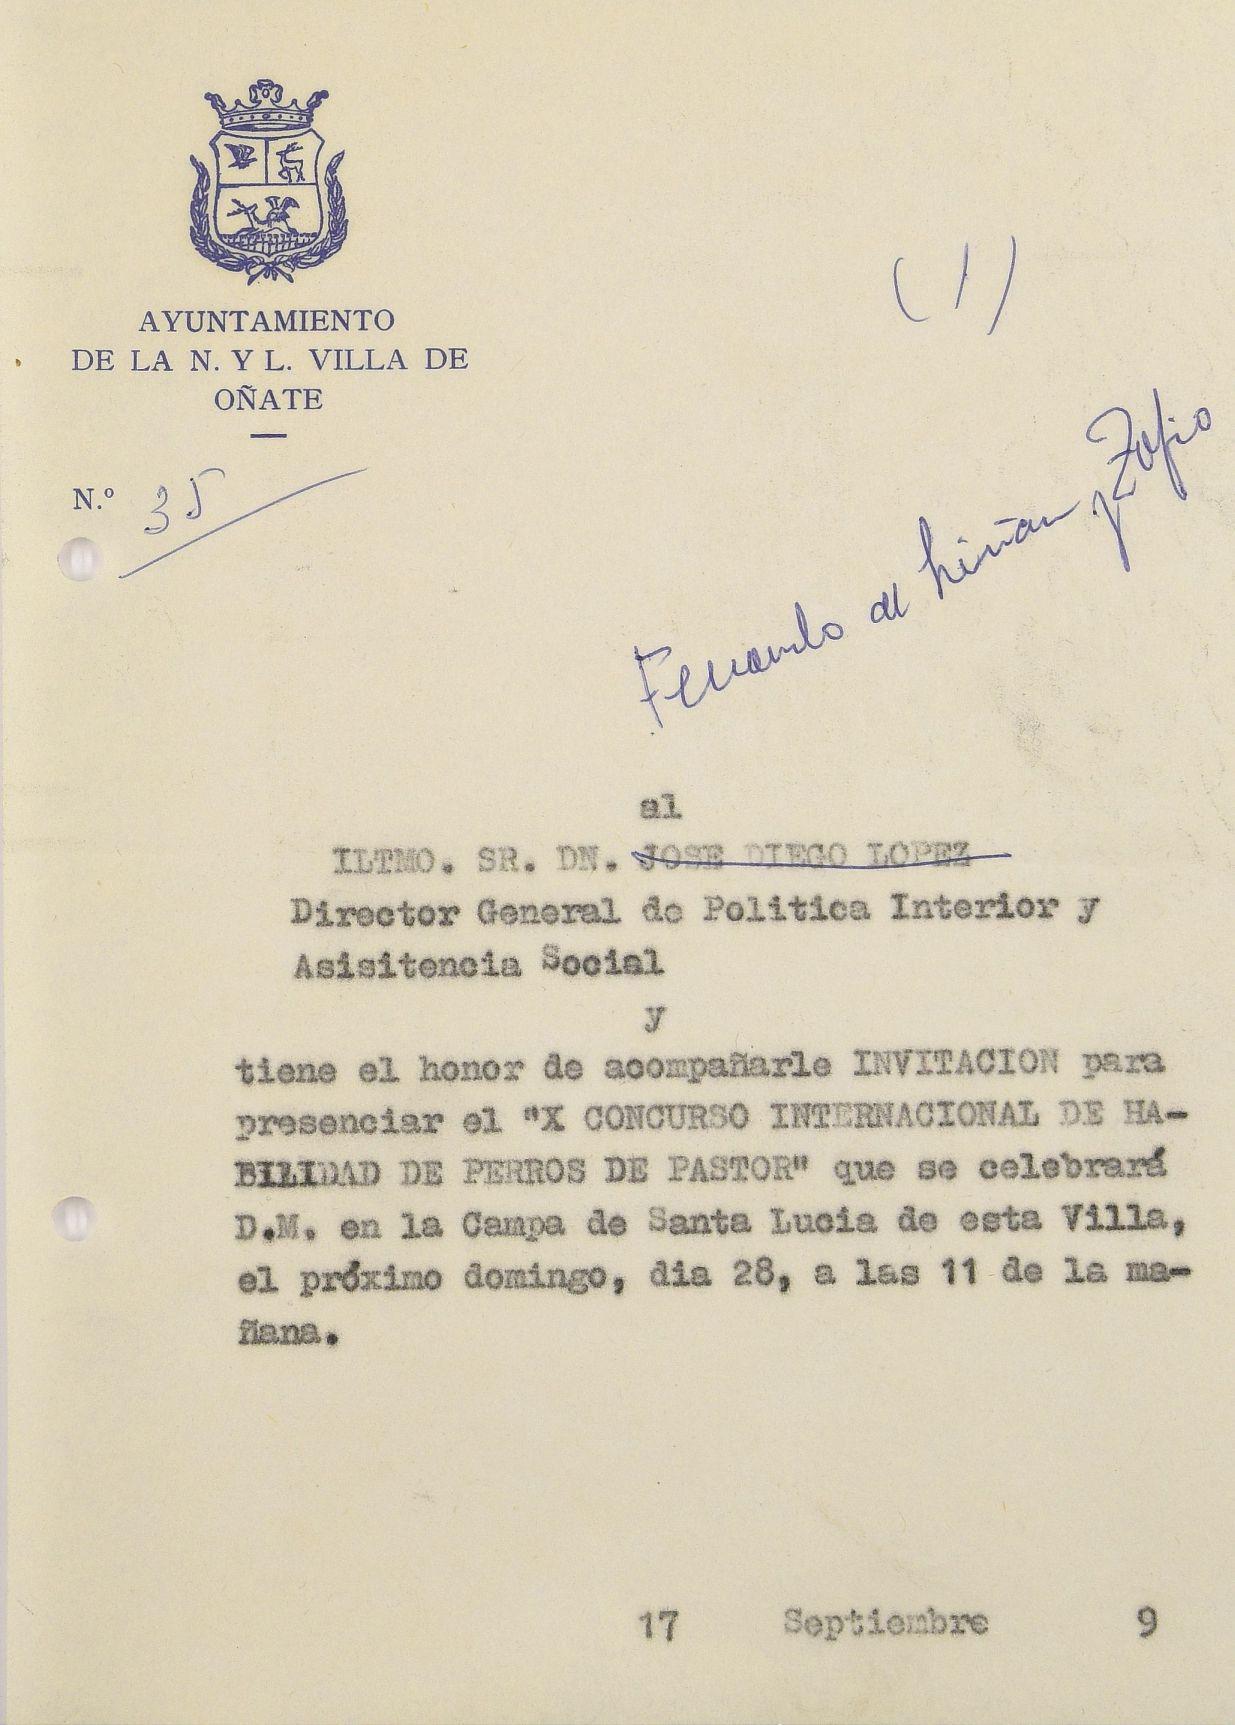 AYUNTAMIENTO
DE LA N. Y L. VILLA DE
OÑATE
N.º 35
(1)
Fernando de Liñan y Zofio
al
ILTMO. SR. DN. JOSE DIEGO LOPEZ
Director General de Politica Interior y
Asisitencia Social
y
tiene el honor de acompañarle INVITACION para
presenciar el "X CONCURSO INTERNACIONAL DE HA-
BILIDAD DE PERROS DE PASTOR" que se celebrará
D.M. en la Campa de Santa Lucia de esta Villa,
el próximo domingo, dia 28, a las 11 de la ma-
ñana.
17 Septiembre 9